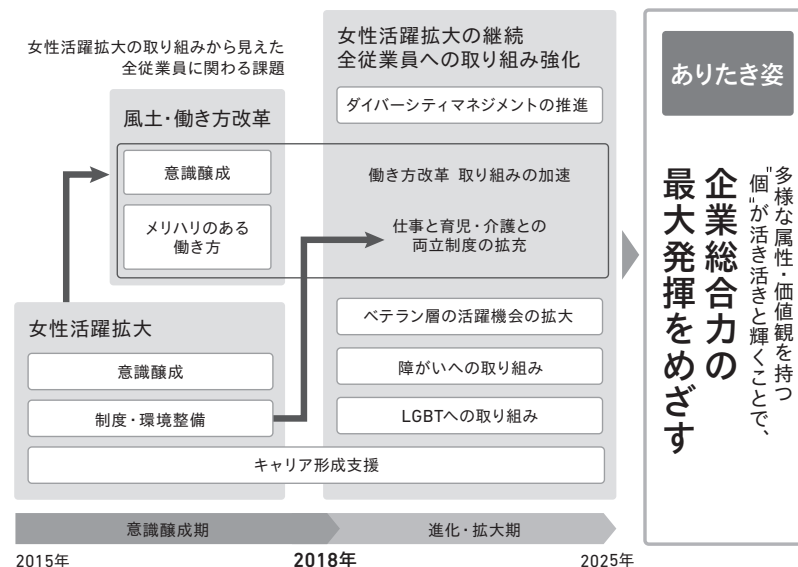 女性活躍拡大の取り組みから見えた
全従業員に関わる課題
風土・働き方改革
意識醸成
メリハリのある
働き方
女性活躍拡大
意識醸成
制度・環境整備
女性活躍拡大の継続
全従業員への取り組み強化
ダイバーシティマネジメントの推進
働き方改革 取り組みの加速
仕事と育児・介護との
両立制度の拡充
ベテラン層の活躍機会の拡大
障がいへの取り組み
LGBTへの取り組み
キャリア形成支援
意識醸成期
進化・拡大期
2015年
2018年
2025年
ありたき姿
多様な属性・価値観を持つ
"個"が活き活きと輝くことで、
企業総合力の
最大発揮をめざす